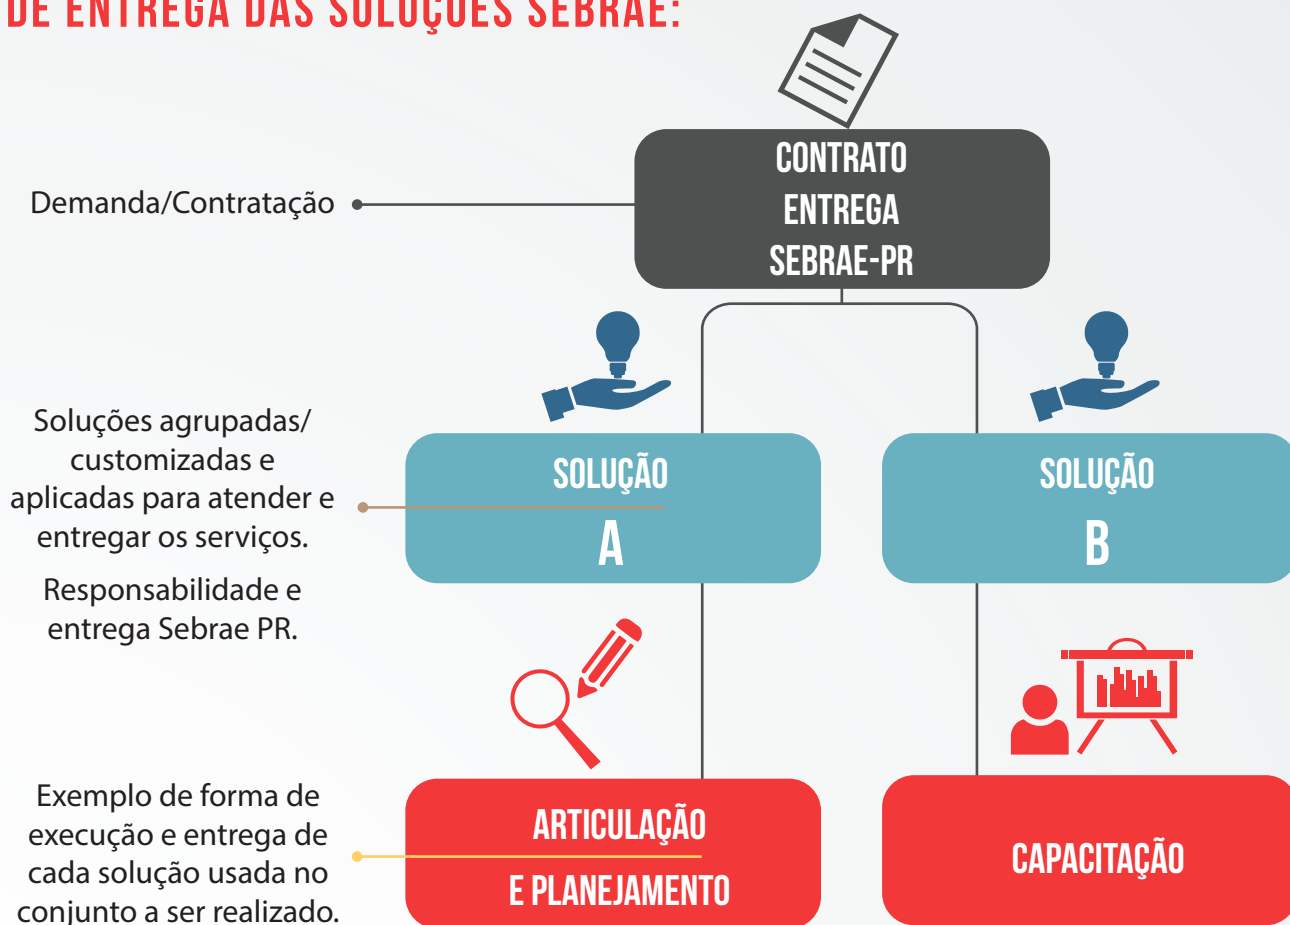 DE ENTREGA DAS SOLUÇÕES SEBRAE:
CONTRATO
ENTREGA
SEBRAE-PR
Demanda/Contratação
Soluções agrupadas/
customizadas e
aplicadas para atender e
entregar os serviços.
Responsabilidade e
entrega Sebrae PR.
SOLUÇÃO
A
SOLUÇÃO
B
Exemplo de forma de
execução e entrega de
cada solução usada no
conjunto a ser realizado.
ARTICULAÇÃO
E PLANEJAMENTO
CAPACITAÇÃO